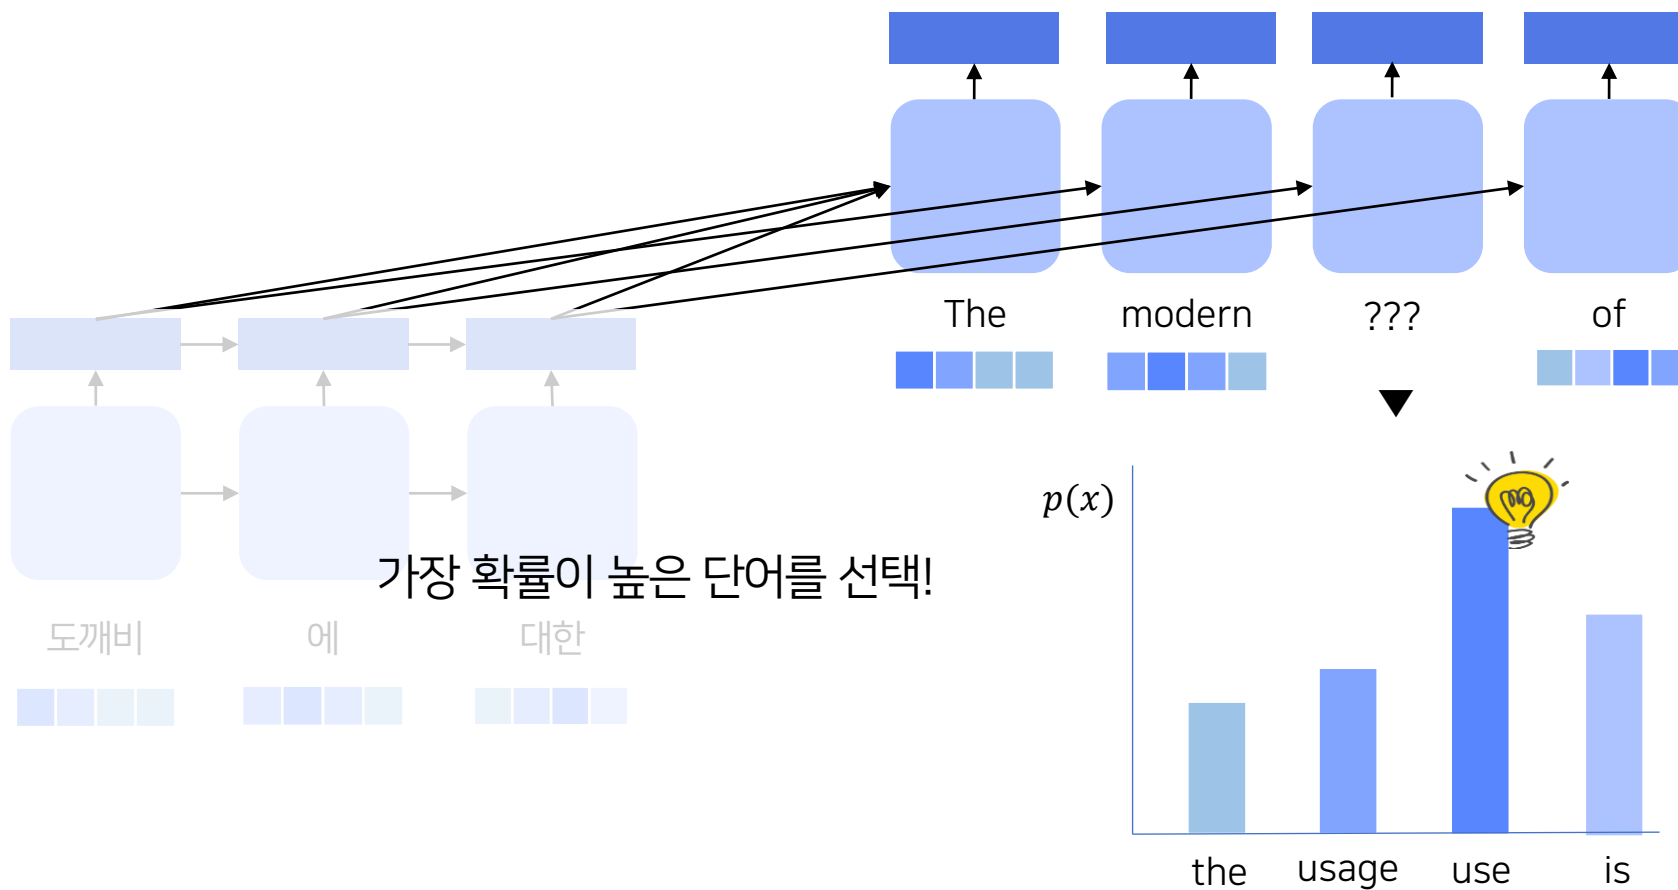 The modern ??? of
p(x)
가장 확률이 높은 단어를 선택!
도깨비 에 대한
the usage use is